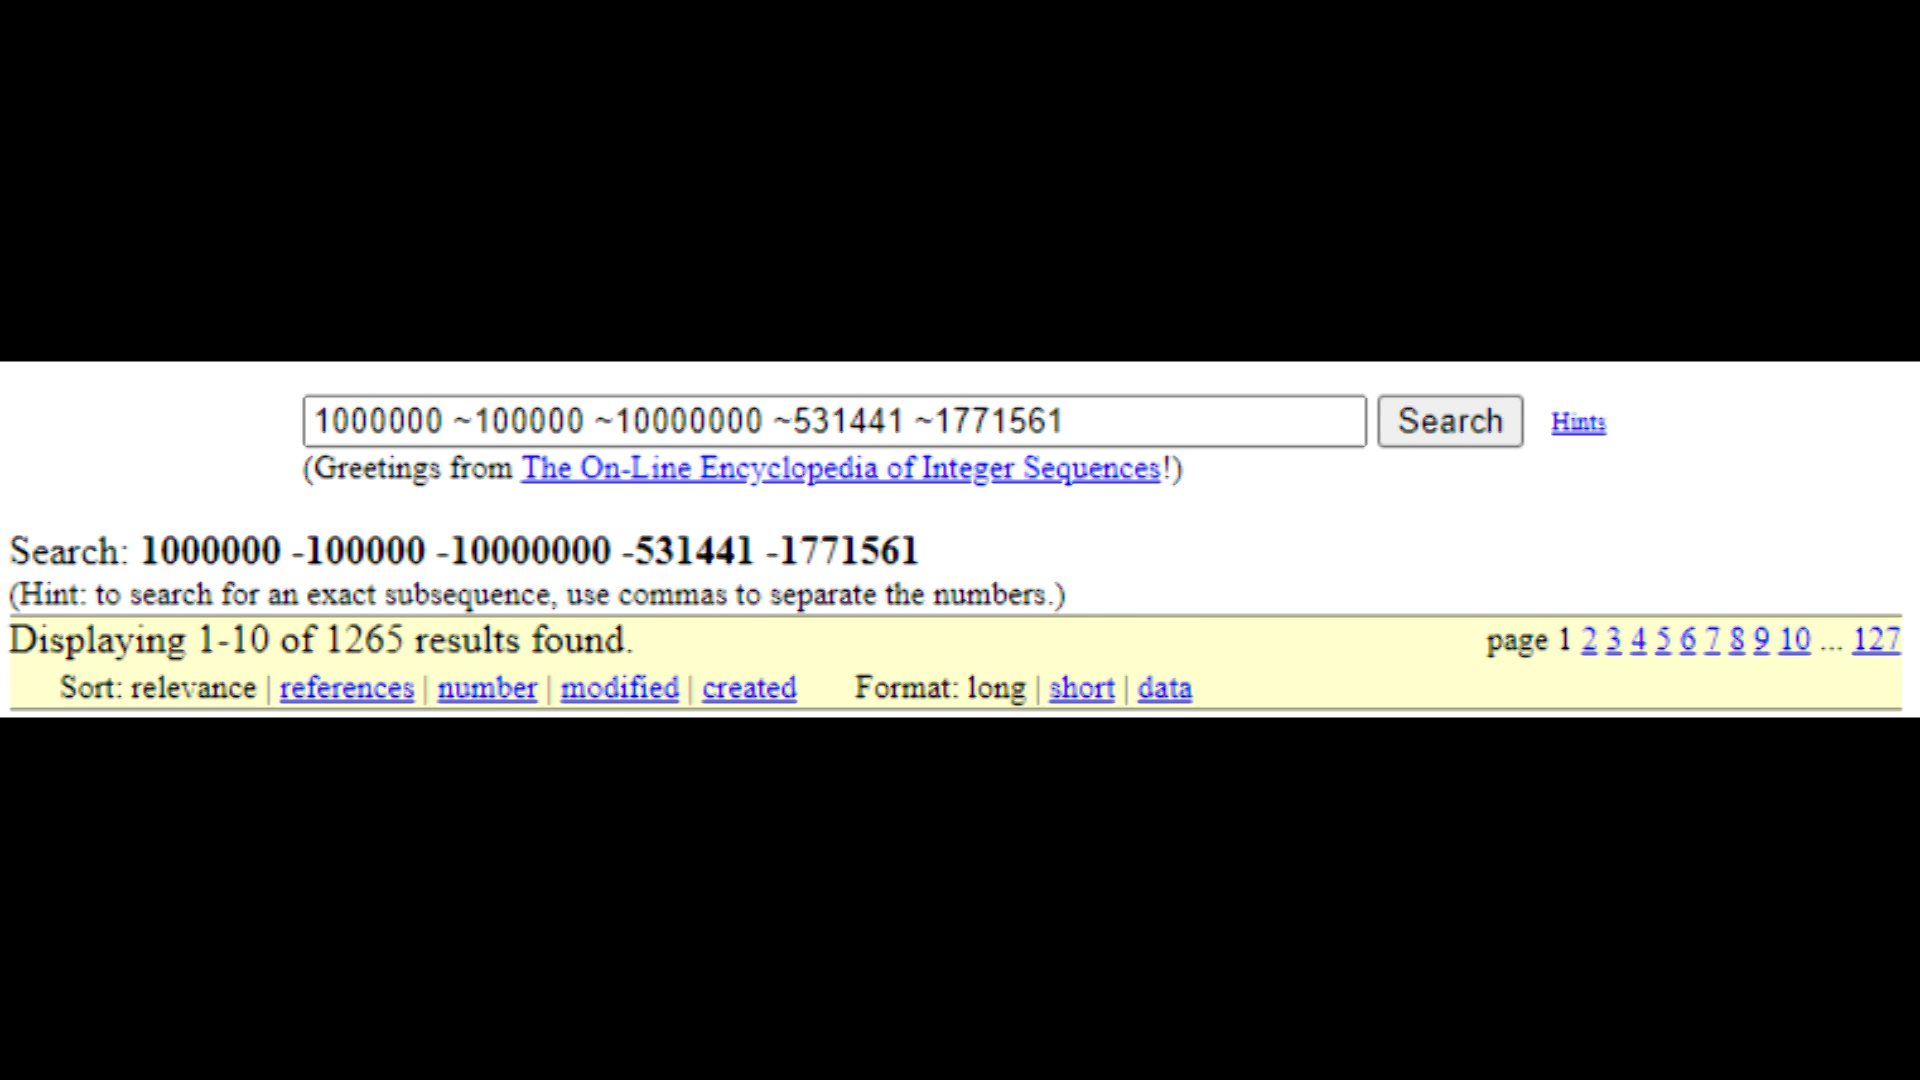 1000000 ~100000 ~10000000 ~531441 ~1771561 Search Hints
(Greetings from The On-Line Encyclopedia of Integer Sequences!)
Search: 1000000 -100000 -10000000 -531441 -1771561
(Hint: to search for an exact subsequence, use commas to separate the numbers.)
Displaying 1-10 of 1265 results found. page 1 2 3 4 5 6 7 8 9 10 ... 127
Sort: relevance | references | number | modified | created Format: long | short | data